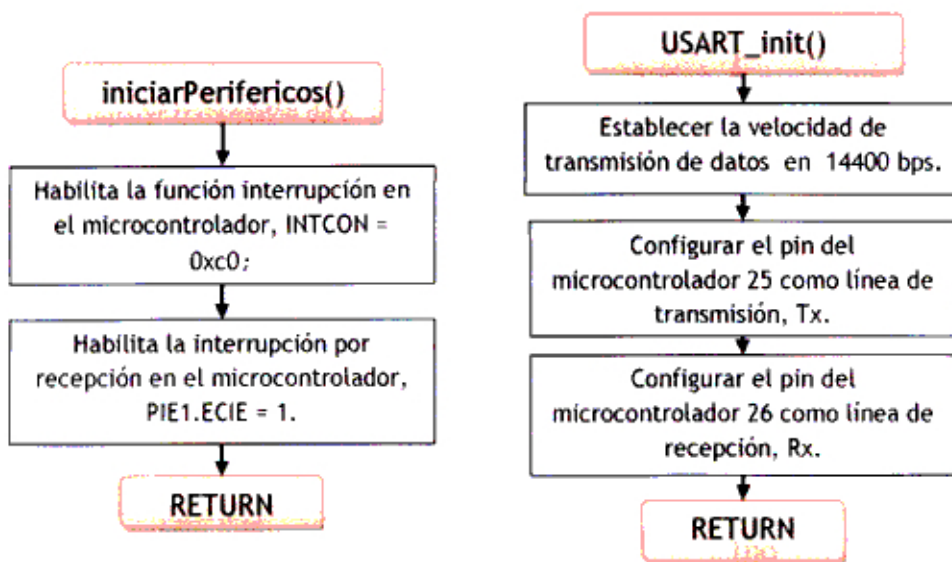 iniciarPerifericos()
Habilita la función interrupción en
el microcontrolador, INTCON =
0xc0;
Habilita la interrupción por
recepción en el microcontrolador,
PIE1.ECIE = 1.
RETURN
USART_init()
Establecer la velocidad de
transmisión de datos en 14400 bps.
Configurar el pin del
microcontrolador 25 como línea de
transmisión, Tx.
Configurar el pin del
microcontrolador 26 como línea de
recepción, Rx.
RETURN